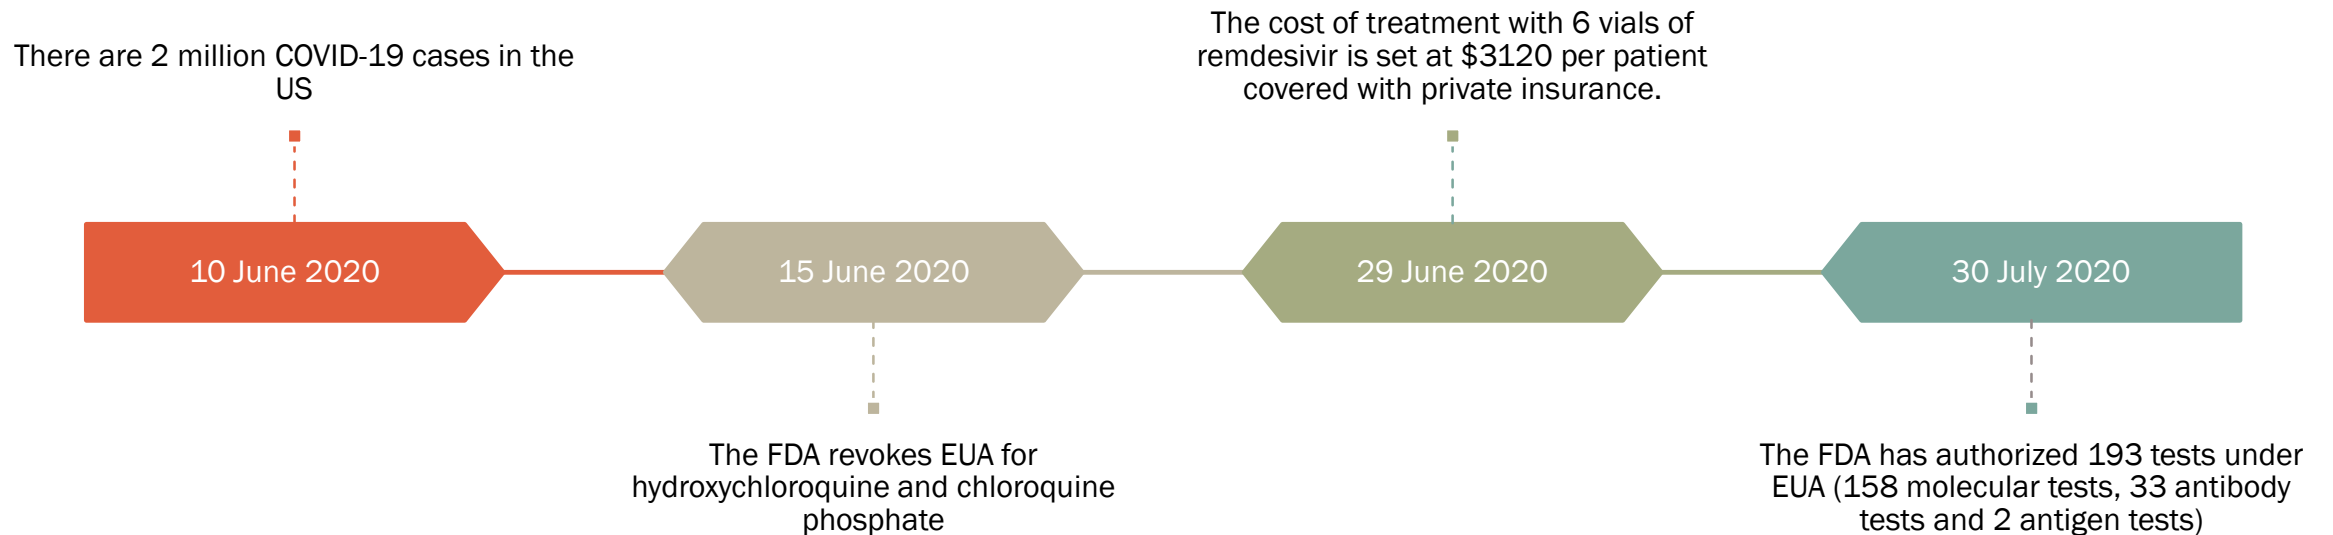 There are 2 million COVID-19 cases in the
US
The cost of treatment with 6 vials of
remdesivir is set at $3120 per patient
covered with private insurance.
10 June 2020
15 June 2020
29 June 2020
30 July 2020
The FDA revokes EUA for
hydroxychloroquine and chloroquine
phosphate
The FDA has authorized 193 tests under
EUA (158 molecular tests, 33 antibody
tests and 2 antigen tests)